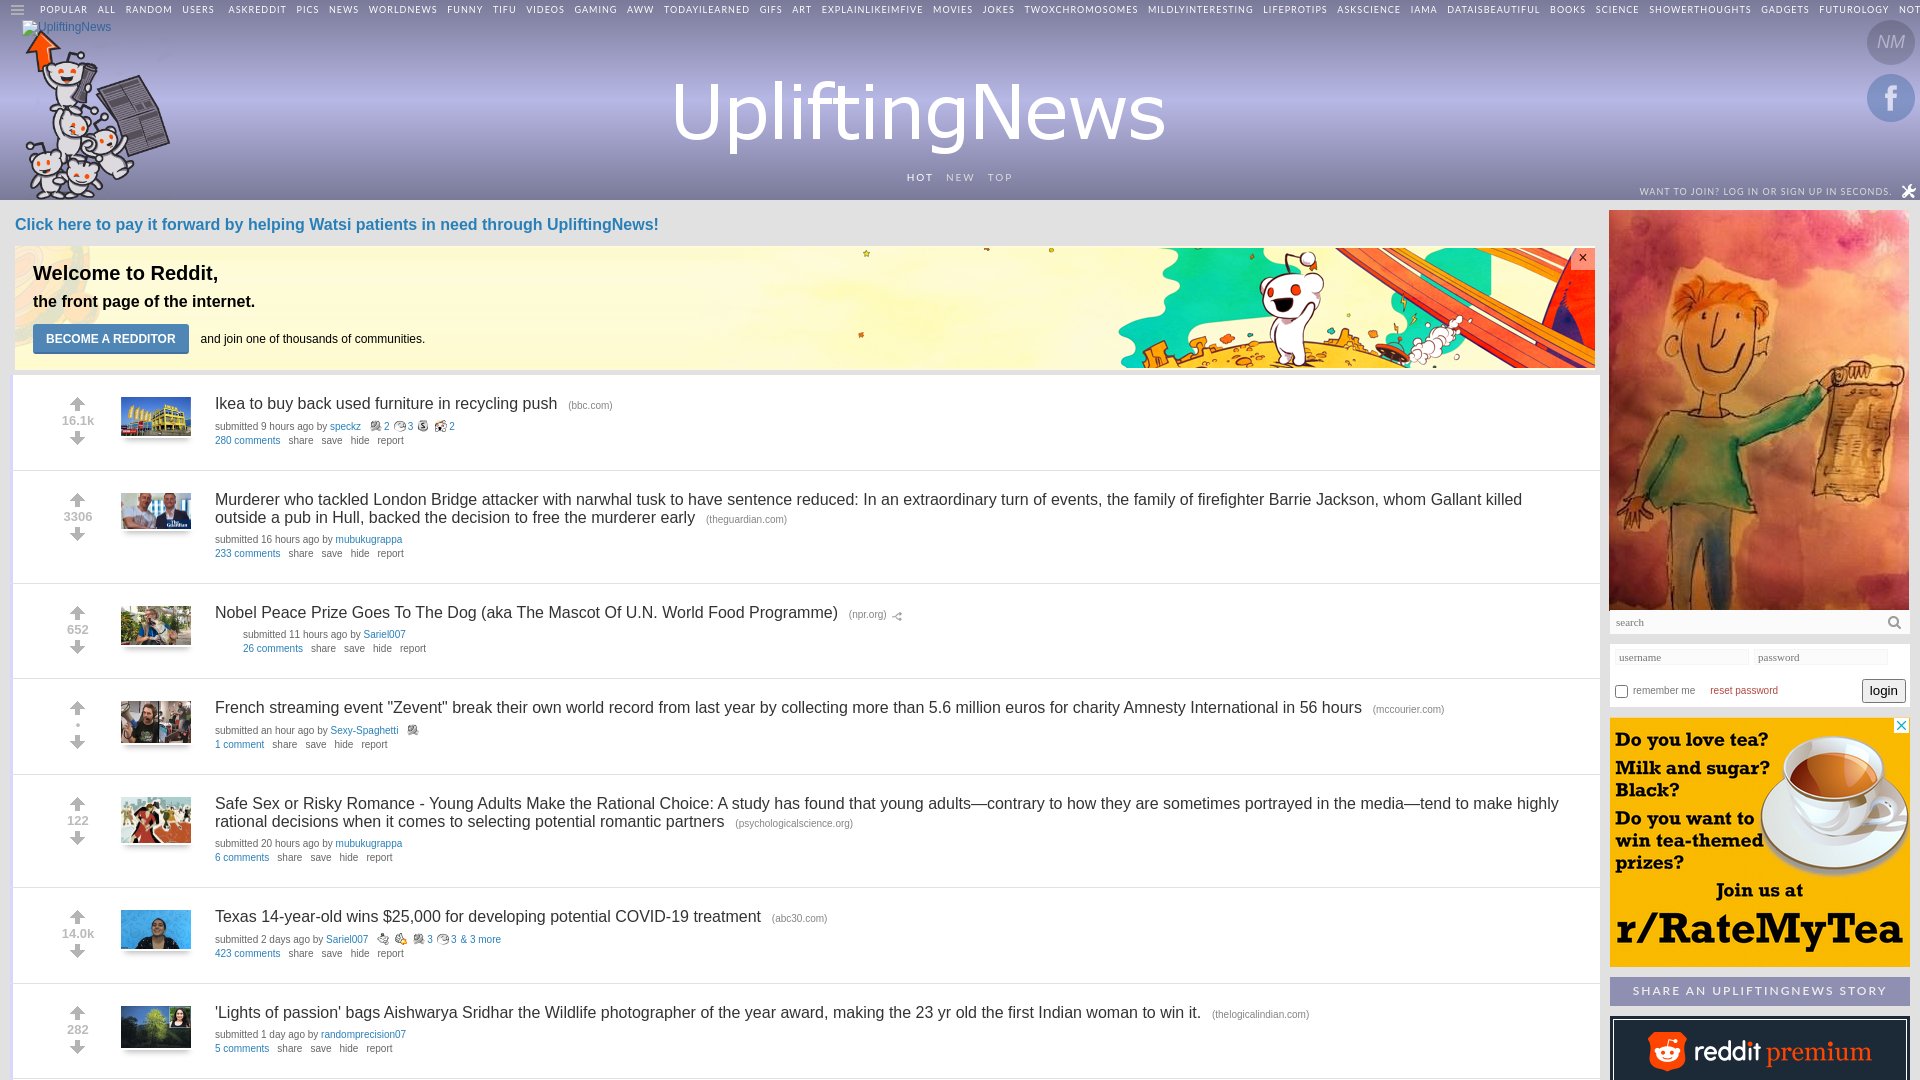 POPULAR ALL RANDOM USERS ASKREDDIT PICS NEWS WORLDNEWS FUNNY TIFU VIDEOS GAMING AWW TODAYILEARNED GIFS ART EXPLAINLIKEIMFIVE MOVIES JOKES TWOXCHROMOSOMES MILDLYINTERESTING LIFEPROTIPS ASKSCIENCE IAMA DATAISBEAUTIFUL BOOKS SCIENCE SHOWERTHOUGHTS GADGETS FUTUROLOGY NOT
UpliftingNews
NM
f
UpliftingNews
HOT NEW TOP
WANT TO JOIN? LOG IN OR SIGN UP IN SECONDS.
Click here to pay it forward by helping Watsi patients in need through UpliftingNews!
Welcome to Reddit,
the front page of the internet.
BECOME A REDDITOR and join one of thousands of communities.
×
16.1k
Ikea to buy back used furniture in recycling push (bbc.com)
submitted 9 hours ago by speckz 2 3 2
280 comments share save hide report
3306
Murderer who tackled London Bridge attacker with narwhal tusk to have sentence reduced: In an extraordinary turn of events, the family of firefighter Barrie Jackson, whom Gallant killed
outside a pub in Hull, backed the decision to free the murderer early (theguardian.com)
submitted 16 hours ago by mubukugrappa
233 comments share save hide report
652
Nobel Peace Prize Goes To The Dog (aka The Mascot Of U.N. World Food Programme) (npr.org)
submitted 11 hours ago by Sariel007
26 comments share save hide report
•
French streaming event "Zevent" break their own world record from last year by collecting more than 5.6 million euros for charity Amnesty International in 56 hours (mccourier.com)
submitted an hour ago by Sexy-Spaghetti
1 comment share save hide report
122
Safe Sex or Risky Romance - Young Adults Make the Rational Choice: A study has found that young adults—contrary to how they are sometimes portrayed in the media—tend to make highly
rational decisions when it comes to selecting potential romantic partners (psychologicalscience.org)
submitted 20 hours ago by mubukugrappa
6 comments share save hide report
14.0k
Texas 14-year-old wins $25,000 for developing potential COVID-19 treatment (abc30.com)
submitted 2 days ago by Sariel007 3 3 & 3 more
423 comments share save hide report
282
'Lights of passion' bags Aishwarya Sridhar the Wildlife photographer of the year award, making the 23 yr old the first Indian woman to win it. (thelogicalindian.com)
submitted 1 day ago by randomprecision07
5 comments share save hide report
search
username password
remember me reset password login
Do you love tea?
Milk and sugar?
Black?
Do you want to
win tea-themed
prizes?
Join us at
r/RateMyTea
SHARE AN UPLIFTINGNEWS STORY
reddit premium